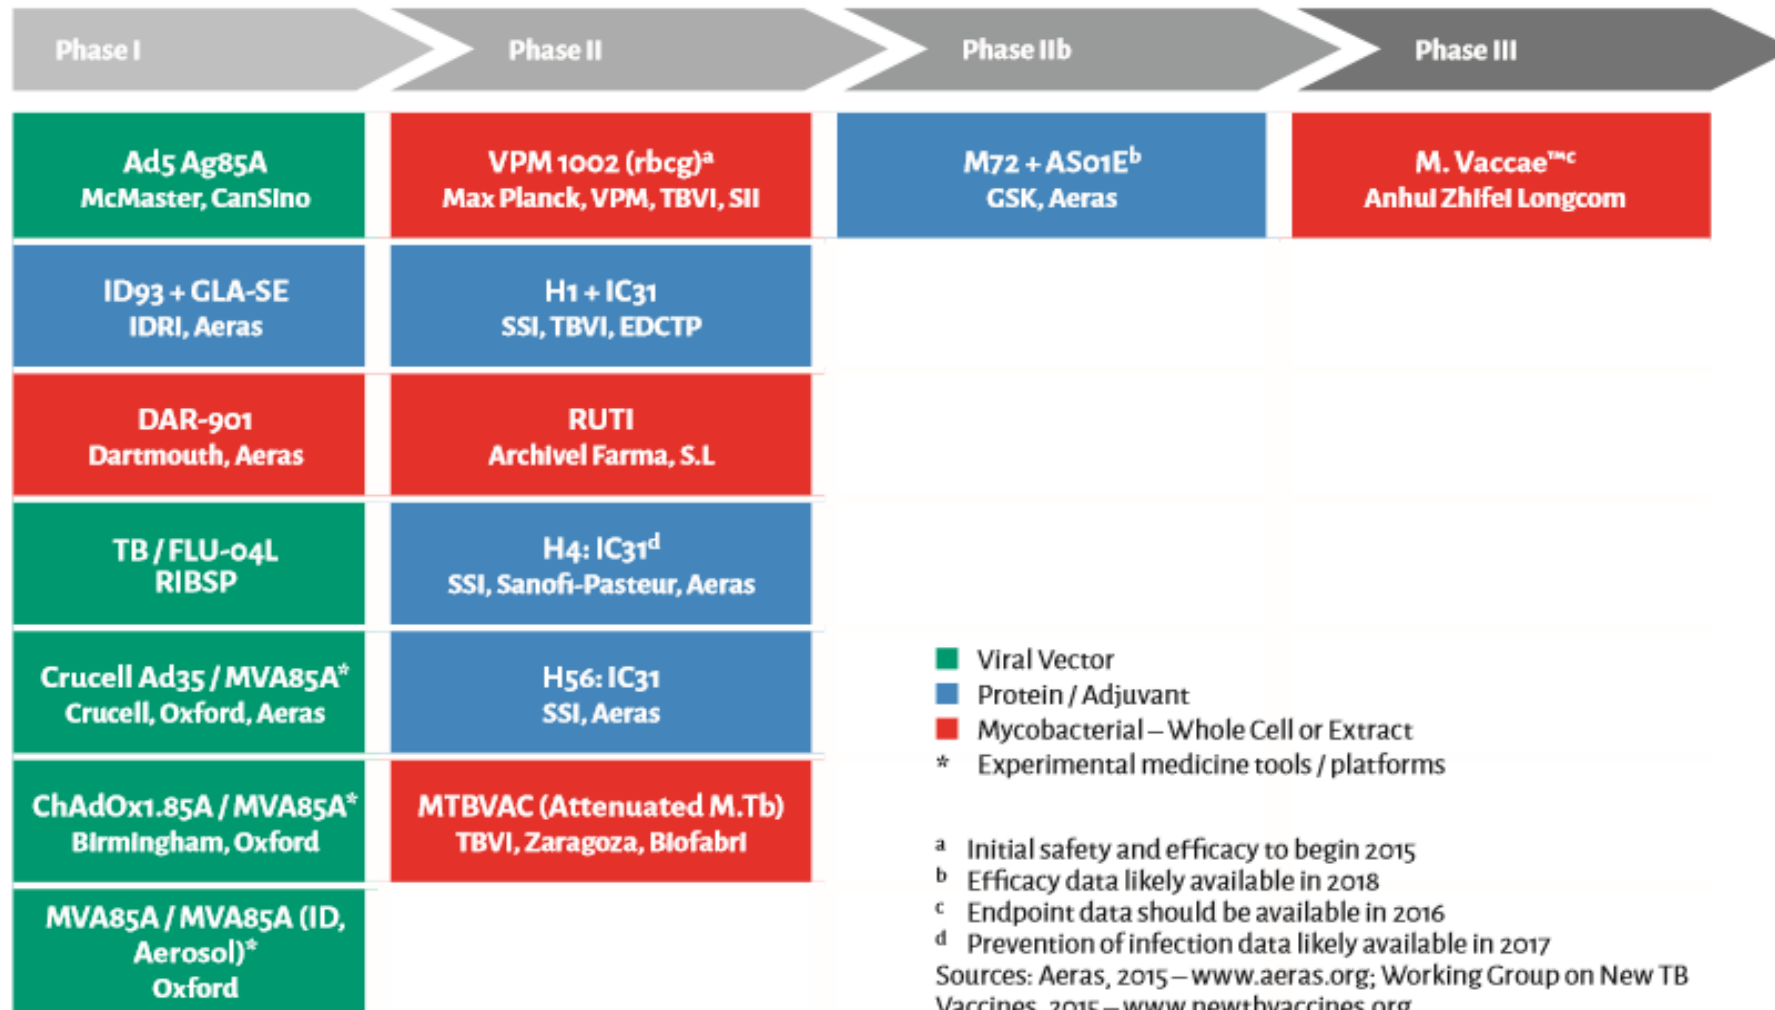 Phase I
Phase II
Phase IIb
Phase III
Ad5 Ag85A
McMaster, CanSino
VPM 1002 (rbcg)ᵃ
Max Planck, VPM, TBVI, SII
M72 + AS01Eᵇ
GSK, Aeras
M. Vaccae™ᶜ
Anhui Zhifei Longcom
ID93 + GLA-SE
IDRI, Aeras
H1 + IC31
SSI, TBVI, EDCTP
DAR-901
Dartmouth, Aeras
RUTI
Archivel Farma, S.L
TB / FLU-04L
RIBSP
H4: IC31ᵈ
SSI, Sanofi-Pasteur, Aeras
Crucell Ad35 / MVA85A*
Crucell, Oxford, Aeras
H56: IC31
SSI, Aeras
ChAdOx1.85A / MVA85A*
Birmingham, Oxford
MTBVAC (Attenuated M.Tb)
TBVI, Zaragoza, Biofabri
MVA85A / MVA85A (ID,
Aerosol)*
Oxford
Viral Vector
Protein / Adjuvant
Mycobacterial – Whole Cell or Extract
* Experimental medicine tools / platforms
ᵃ Initial safety and efficacy to begin 2015
ᵇ Efficacy data likely available in 2018
ᶜ Endpoint data should be available in 2016
ᵈ Prevention of infection data likely available in 2017
Sources: Aeras, 2015 – www.aeras.org; Working Group on New TB
Vaccines, 2015 – www.newtbvaccines.org